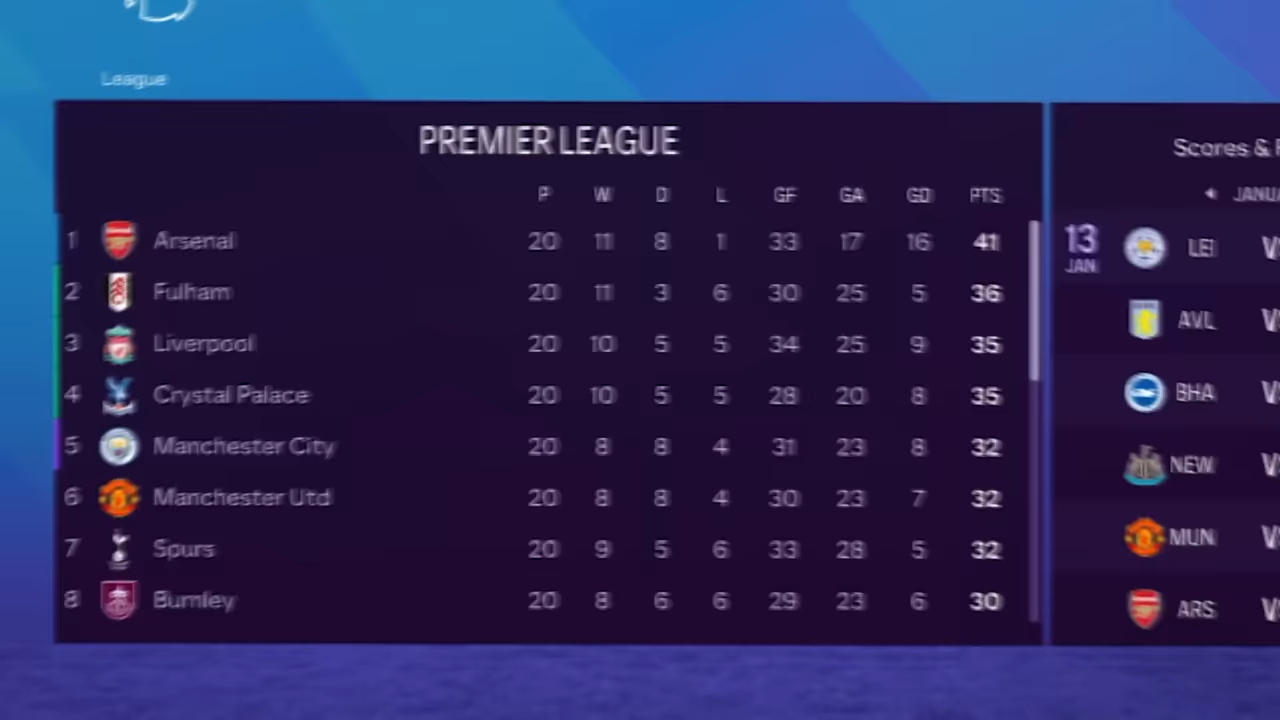 League
PREMIER LEAGUE
P W D L GF GA GD PTS
1 Arsenal 20 11 8 1 33 17 16 41
2 Fulham 20 11 3 6 30 25 5 36
3 Liverpool 20 10 5 5 34 25 9 35
4 Crystal Palace 20 10 5 5 28 20 8 35
5 Manchester City 20 8 8 4 31 23 8 32
6 Manchester Utd 20 8 8 4 30 23 7 32
7 Spurs 20 9 5 6 33 28 5 32
8 Burnley 20 8 6 6 29 23 6 30
Scores &
JANU
13 JAN
LEI
AVL
BHA
NEW
MUN
ARS